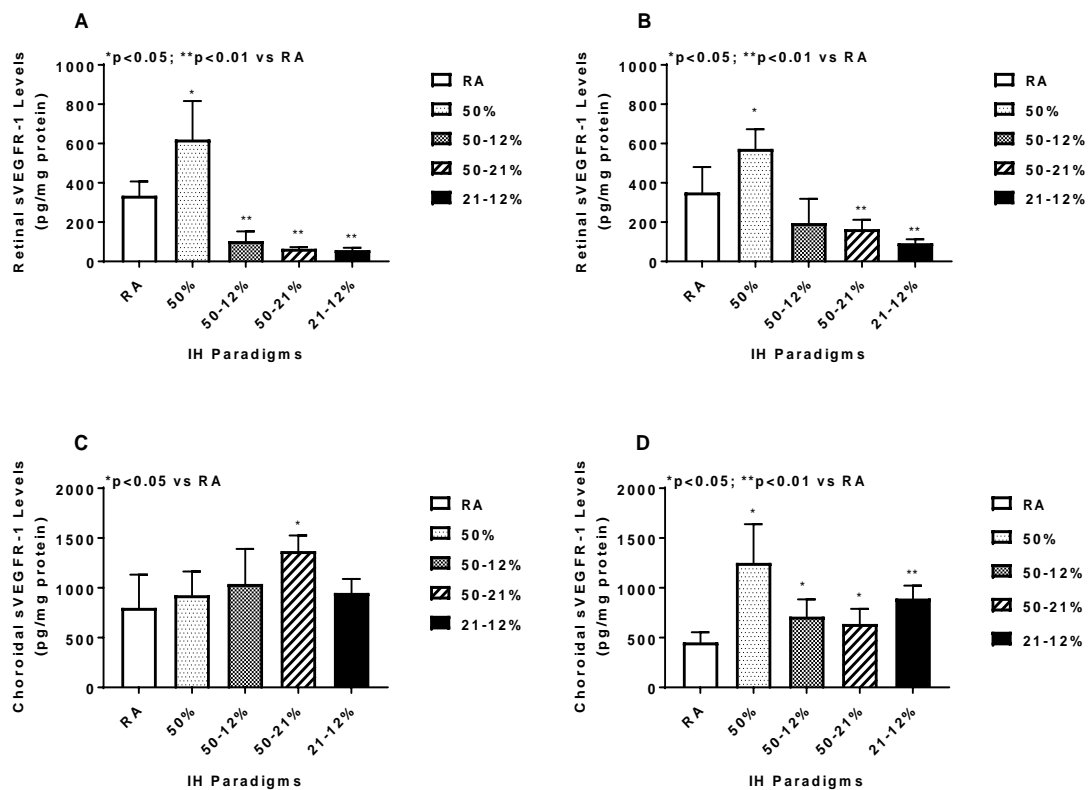 A
*p<0.05; **p<0.01 vs RA
Retinal sVEGFR-1 Levels
(pg/mg protein)
1000
800
600
400
200
0
*
**
**
**
RA
50%
50-12%
50-21%
21-12%
IH Paradigms
RA
50%
50-12%
50-21%
21-12%
B
*p<0.05; **p<0.01 vs RA
Retinal sVEGFR-1 Levels
(pg/mg protein)
1000
800
600
400
200
0
*
**
**
RA
50%
50-12%
50-21%
21-12%
IH Paradigms
RA
50%
50-12%
50-21%
21-12%
C
*p<0.05 vs RA
Choroidal sVEGFR-1 Levels
(pg/mg protein)
2000
1500
1000
500
0
*
RA
50%
50-12%
50-21%
21-12%
IH Paradigms
RA
50%
50-12%
50-21%
21-12%
D
*p<0.05; **p<0.01 vs RA
Choroidal sVEGFR-1 Levels
(pg/mg protein)
2000
1500
1000
500
0
*
*
*
**
RA
50%
50-12%
50-21%
21-12%
IH Paradigms
RA
50%
50-12%
50-21%
21-12%